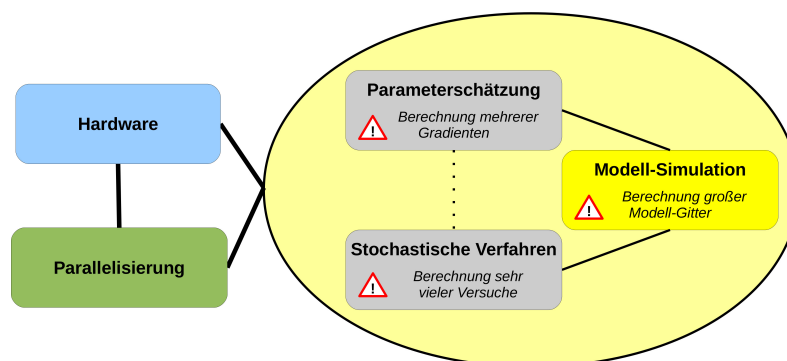 Hardware
Parallelisierung
Parameterschätzung
!
Berechnung mehrerer
Gradienten
Modell-Simulation
!
Berechnung großer
Modell-Gitter
Stochastische Verfahren
!
Berechnung sehr
vieler Versuche